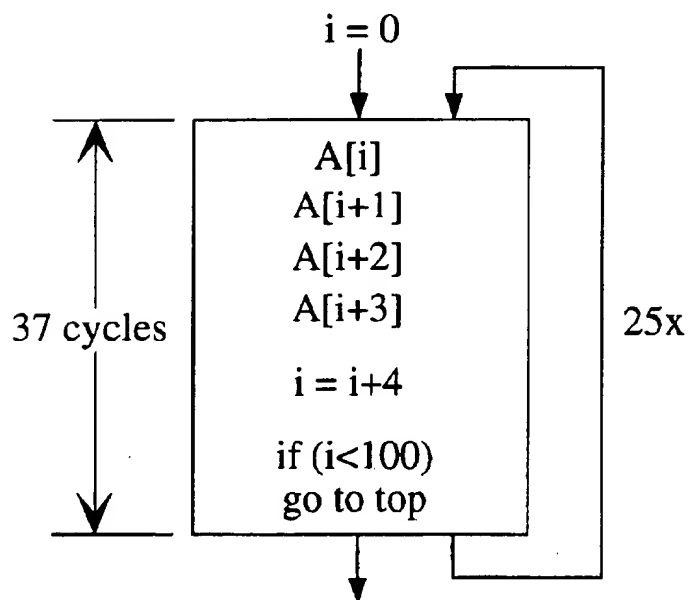 i = 0
A[i]
A[i+1]
A[i+2]
A[i+3]
37 cycles
25x
i = i+4
if (i<100)
go to top